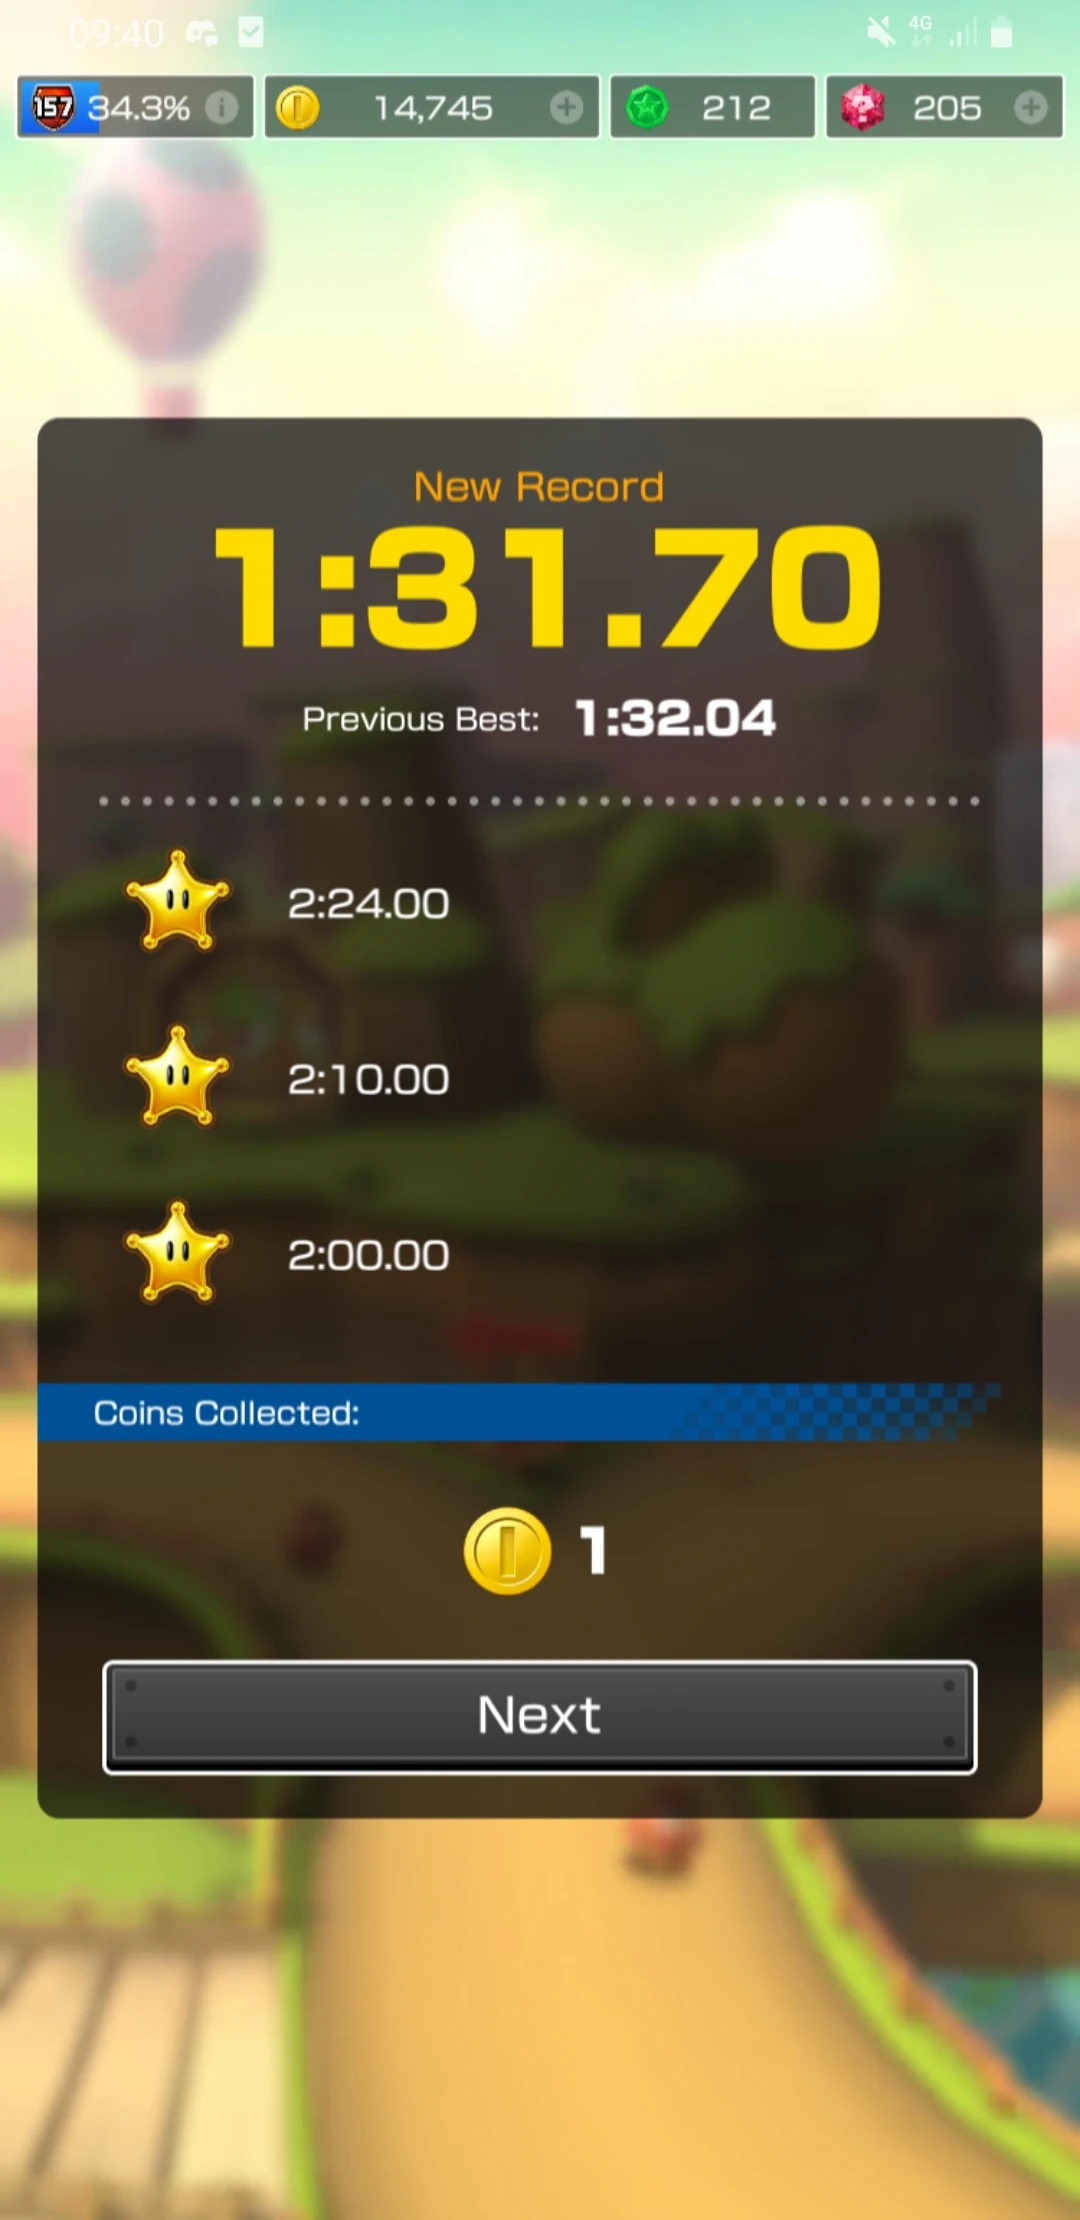 09:40 4G
157 34.3% i 14,745 + 212 205 +
New Record
1:31.70
Previous Best: 1:32.04
2:24.00
2:10.00
2:00.00
Coins Collected:
1
Next